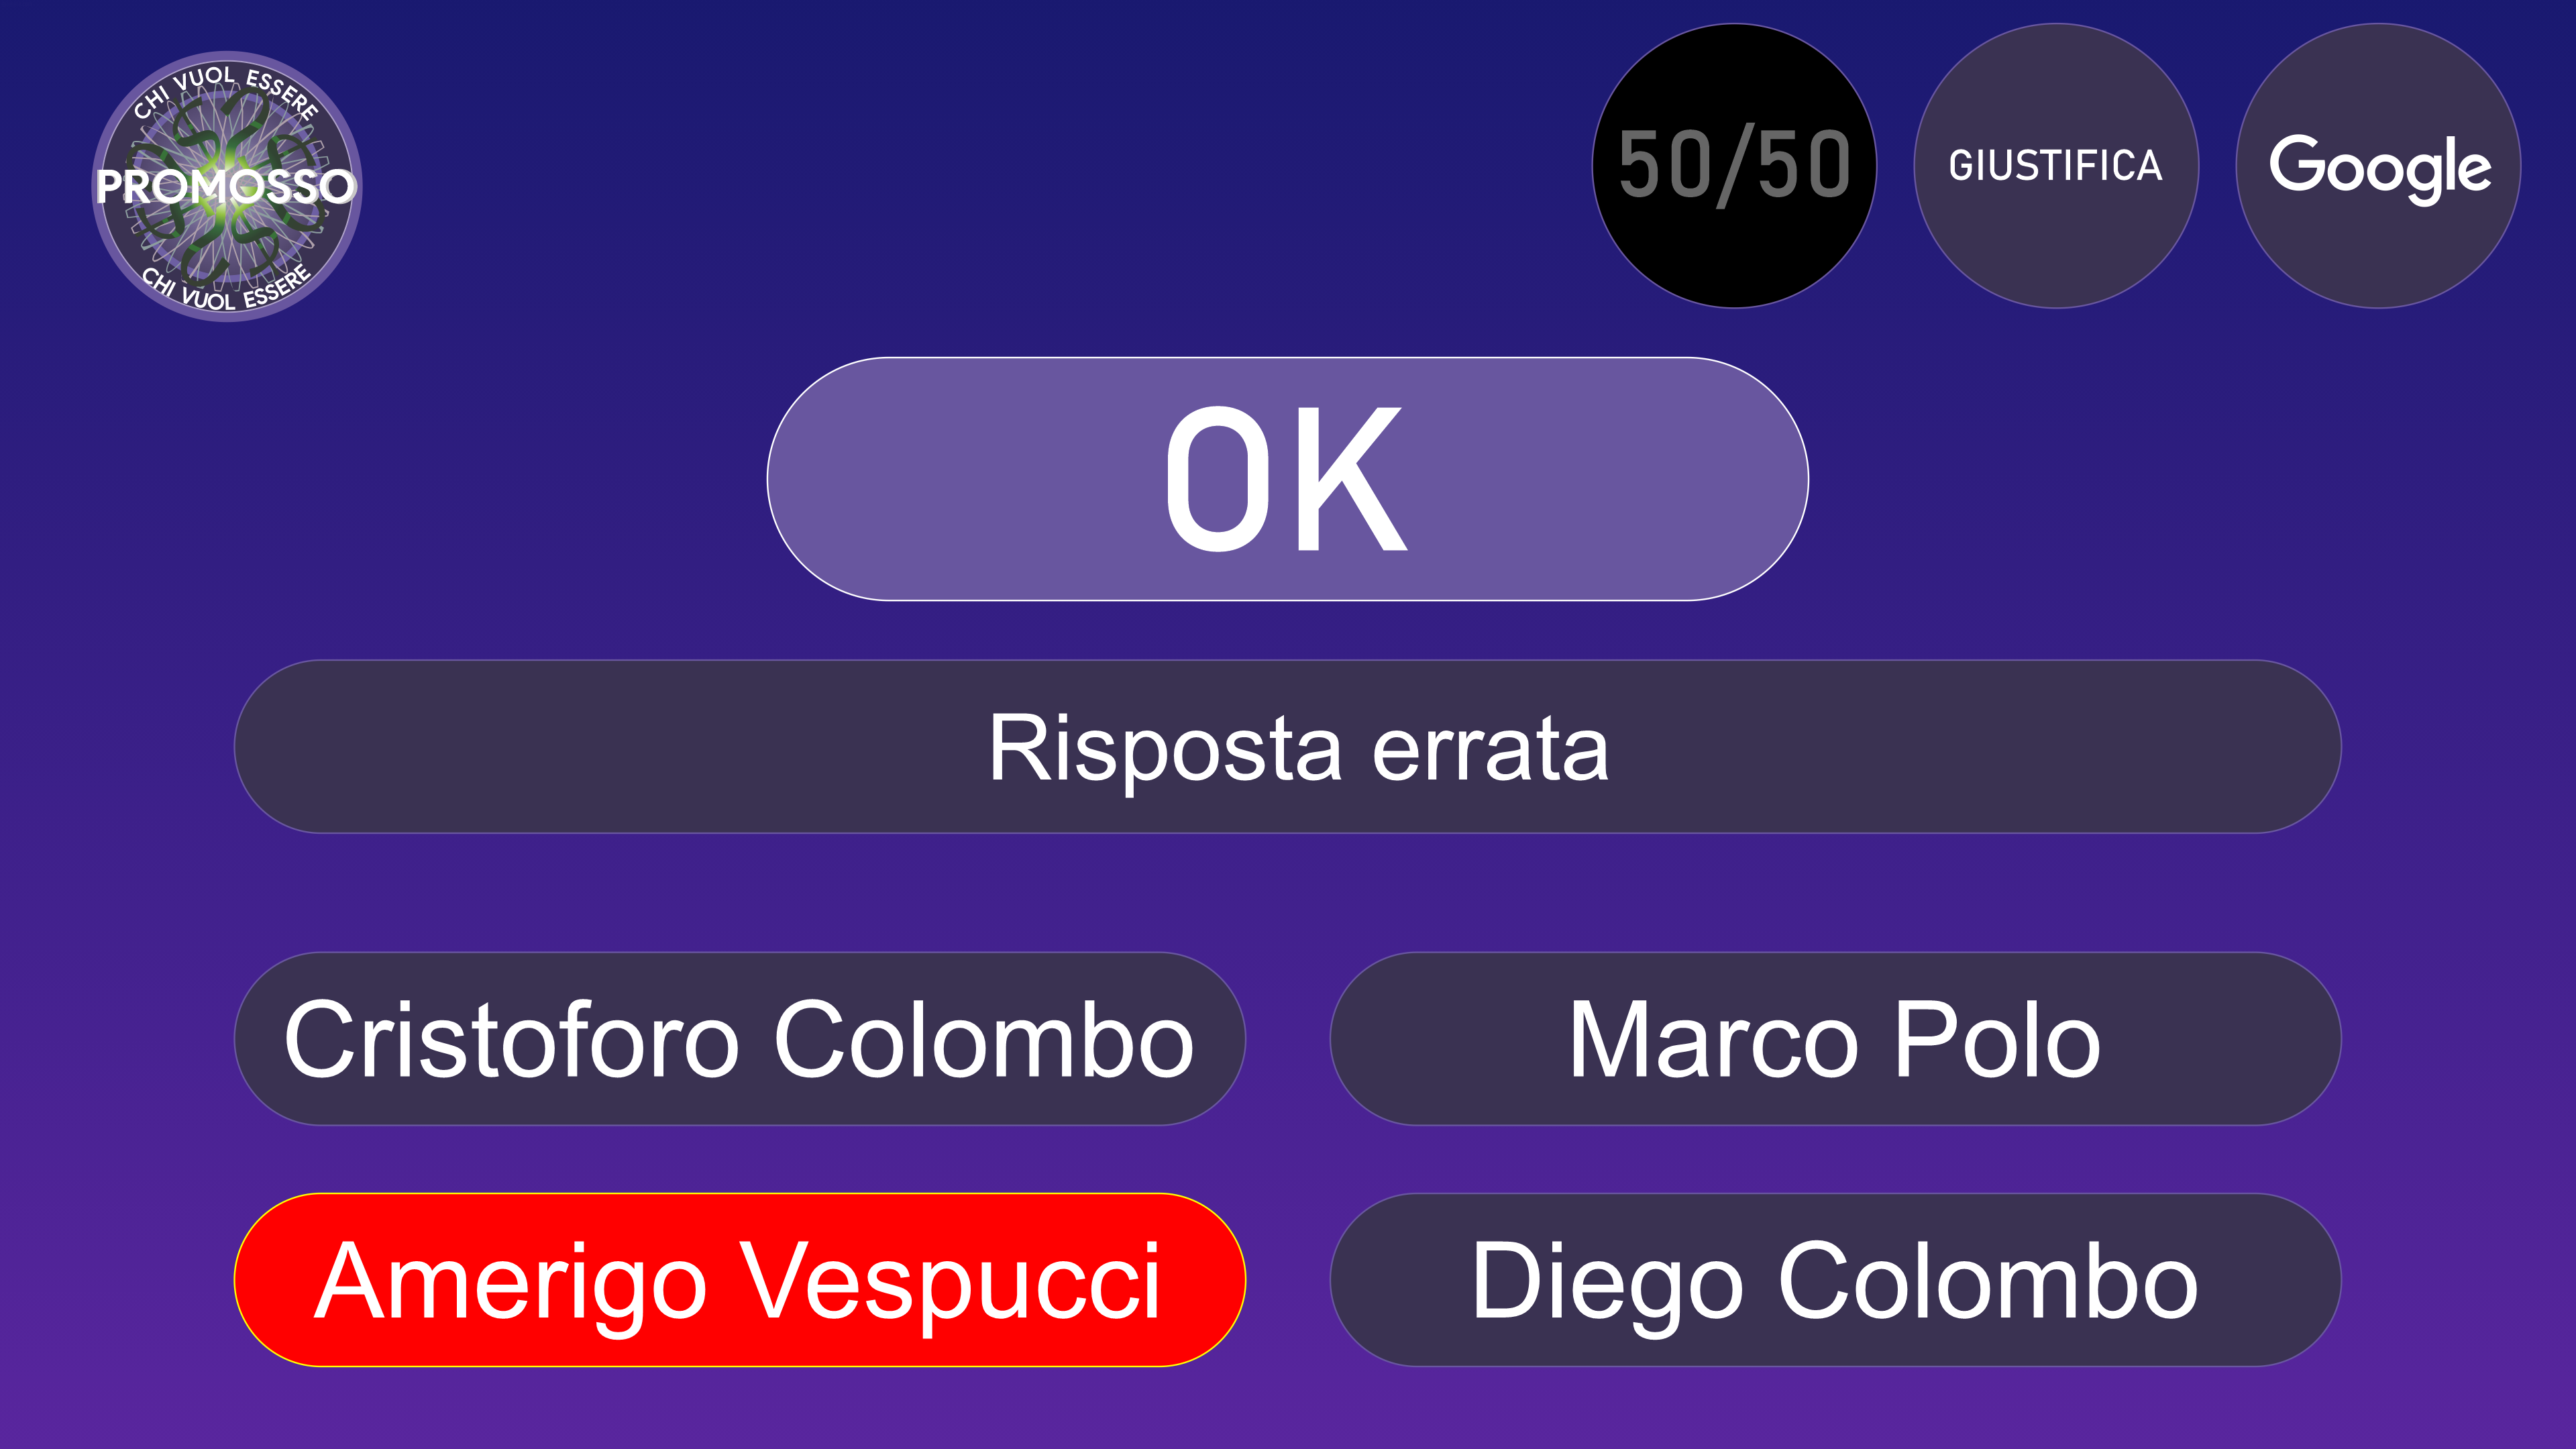 CHI VUOL ESSERE
PROMOSSO
CHI VUOL ESSERE
50/50
GIUSTIFICA
Google
OK
Risposta errata
Cristoforo Colombo
Marco Polo
Amerigo Vespucci
Diego Colombo